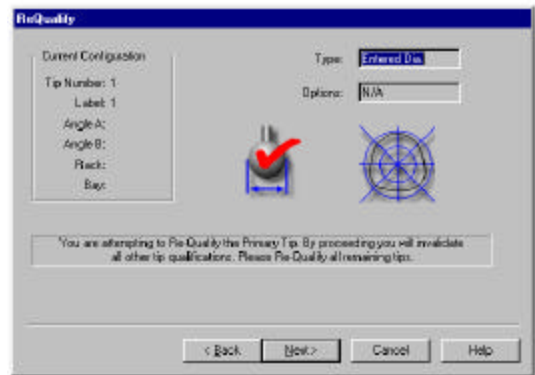 ReQualify
Current Configuration
Tip Number: 1
Label: 1
Angle A:
Angle B:
Rack:
Bay:
Type: Entered Dia.
Options: N/A
You are attempting to Re-Qualify the Primary Tip. By proceeding you will invalidate
all other tip qualifications. Please Re-Qualify all remaining tips.
< Back
Next >
Cancel
Help